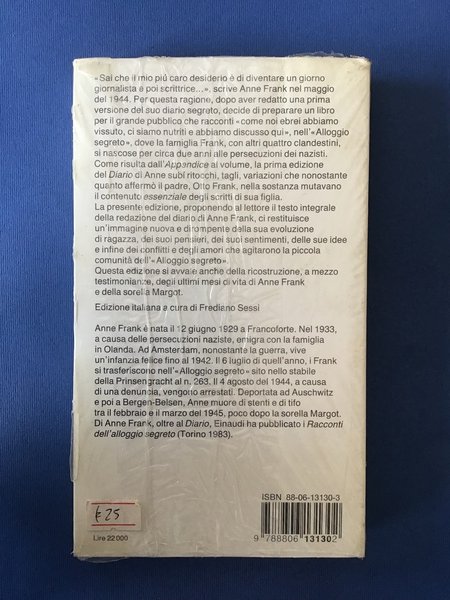 «Sai che il mio piú caro desiderio è di diventare un giorno
giornalista e poi scrittrice...». scrive Anne Frank nel maggio
del 1944. Per questa ragione, dopo aver redatto una prima
versione del suo diario segreto, decide di preparare un libro
per il grande pubblico che racconti «come noi ebrei abbiamo
vissuto, ci siamo nutriti e abbiamo discusso qui», nell'«Alloggio
segreto», dove la famiglia Frank, con altri quattro clandestini,
si nascose per circa due anni alle persecuzioni dei nazisti.
Come risulta dall'Appendice al volume, la prima edizione
del Diario di Anne subí ritocchi, tagli, variazioni che nonostante
quanto affermò il padre, Otto Frank, nella sostanza mutavano
il contenuto essenziale degli scritti di sua figlia.
La presente edizione, proponendo al lettore il testo integrale
della redazione del diario di Anne Frank, ci restituisce
un'immagine nuova e dirompente della sua evoluzione
di ragazza, dei suoi pensieri, dei suoi sentimenti, delle sue idee
e infine dei conflitti e degli amori che agitarono la piccola
comunità dell'«Alloggio segreto».
Questa edizione si avvale anche della ricostruzione, a mezzo
testimonianze, degli ultimi mesi di vita di Anne Frank
e della sorella Margot.
Edizione italiana a cura di Frediano Sessi
Anne Frank è nata il 12 giugno 1929 a Francoforte. Nel 1933,
a causa delle persecuzioni naziste, emigra con la famiglia
in Olanda. Ad Amsterdam, nonostante la guerra, vive
un'infanzia felice fino al 1942. Il 6 luglio di quell'anno, i Frank
si trasferiscono nell'«Alloggio segreto» sito nello stabile
della Prinsengracht al n. 263. Il 4 agosto del 1944, a causa
di una denuncia, vengono arrestati. Deportata ad Auschwitz
e poi a Bergen-Belsen, Anne muore di stenti e di tifo
tra il febbraio e il marzo del 1945, poco dopo la sorella Margot.
Di Anne Frank, oltre al Diario, Einaudi ha pubblicato i Racconti
dell'alloggio segreto (Torino 1983).
ISBN 88-06-13130-3
€ 25
Lire 22000
9 788806 131302